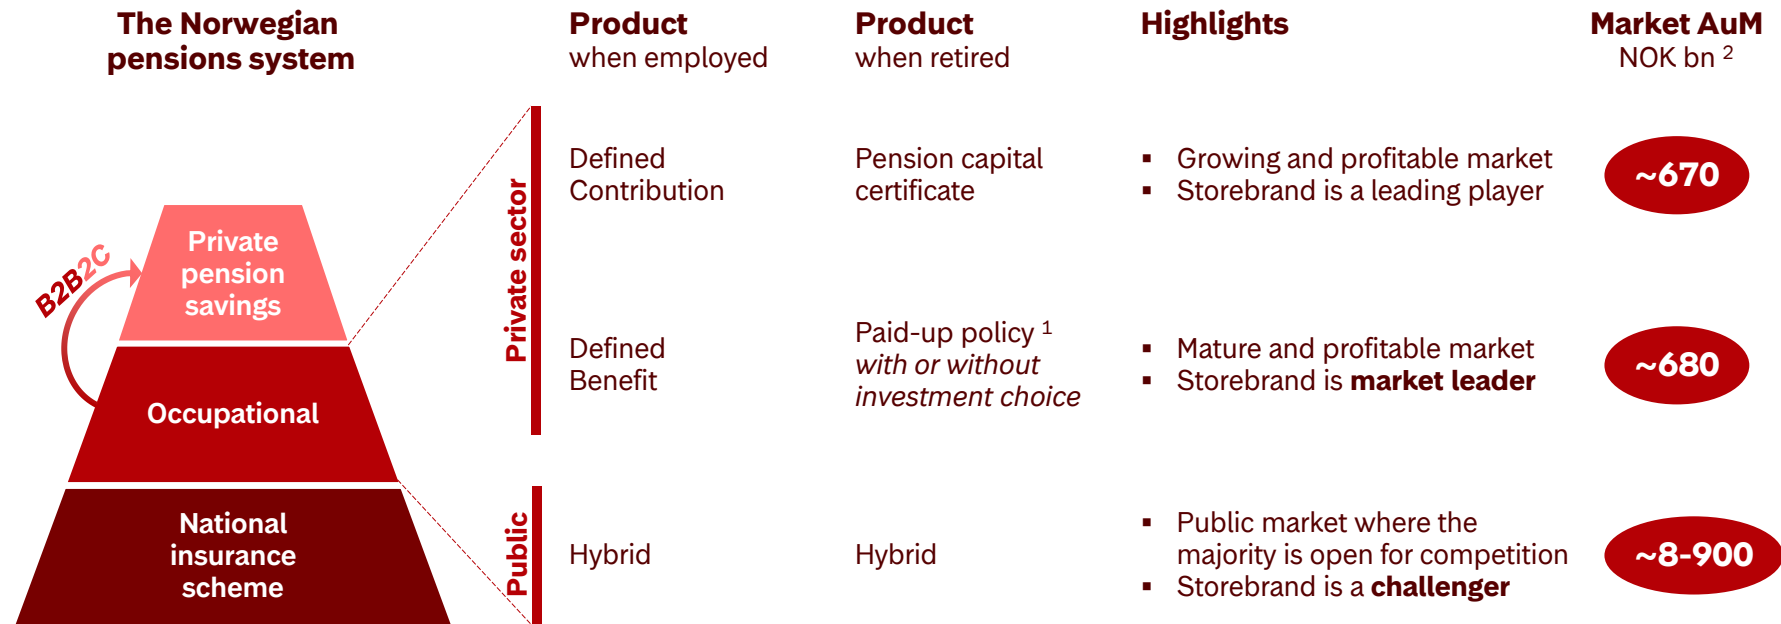 The Norwegian
pensions system
Product
when employed
Product
when retired
Highlights
Market AuM
NOK bn ²
Private
pension
savings
B2B2C
Occupational
National
insurance
scheme
Private sector
Defined
Contribution
Pension capital
certificate
▪ Growing and profitable market
▪ Storebrand is a leading player
~670
Defined
Benefit
Paid-up policy ¹
with or without
investment choice
▪ Mature and profitable market
▪ Storebrand is market leader
~680
Public
Hybrid
Hybrid
▪ Public market where the
majority is open for competition
▪ Storebrand is a challenger
~8-900